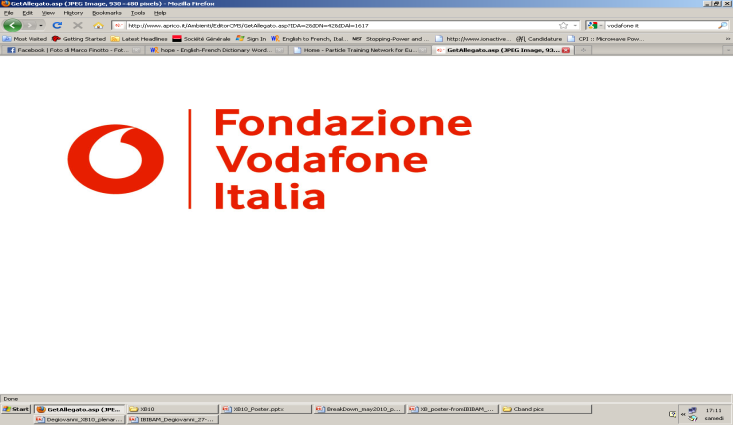 GetAllegato.asp (JPEG Image, 930×480 pixels) - Mozilla Firefox
File Edit View History Bookmarks Tools Help
http://www.aprico.it/Ambienti/EditorCMS/GetAllegato.asp?IDA=26&IDN=426&IDAl=1617
vodafone it
Most Visited Getting Started Latest Headlines Société Générale Sign In English to French, Ital... Stopping-Power and ... http://www.ionactive... Candidature CPI :: Microwave Pow...
Facebook | Foto di Marco Finotto - Fot... hope - English-French Dictionary Word... Home - Particle Training Network for Eu... GetAllegato.asp (JPEG Image, 93...
Fondazione
Vodafone
Italia
Done
Start GetAllegato.asp (JPE... XB10 XB10_Poster.pptx BreakDown_may2010_p... XB_poster-fromIBIBAM_... Cband pics 17:11
Degiovanni_XB10_plenar... IBIBAM_Degiovanni_27-... samedi